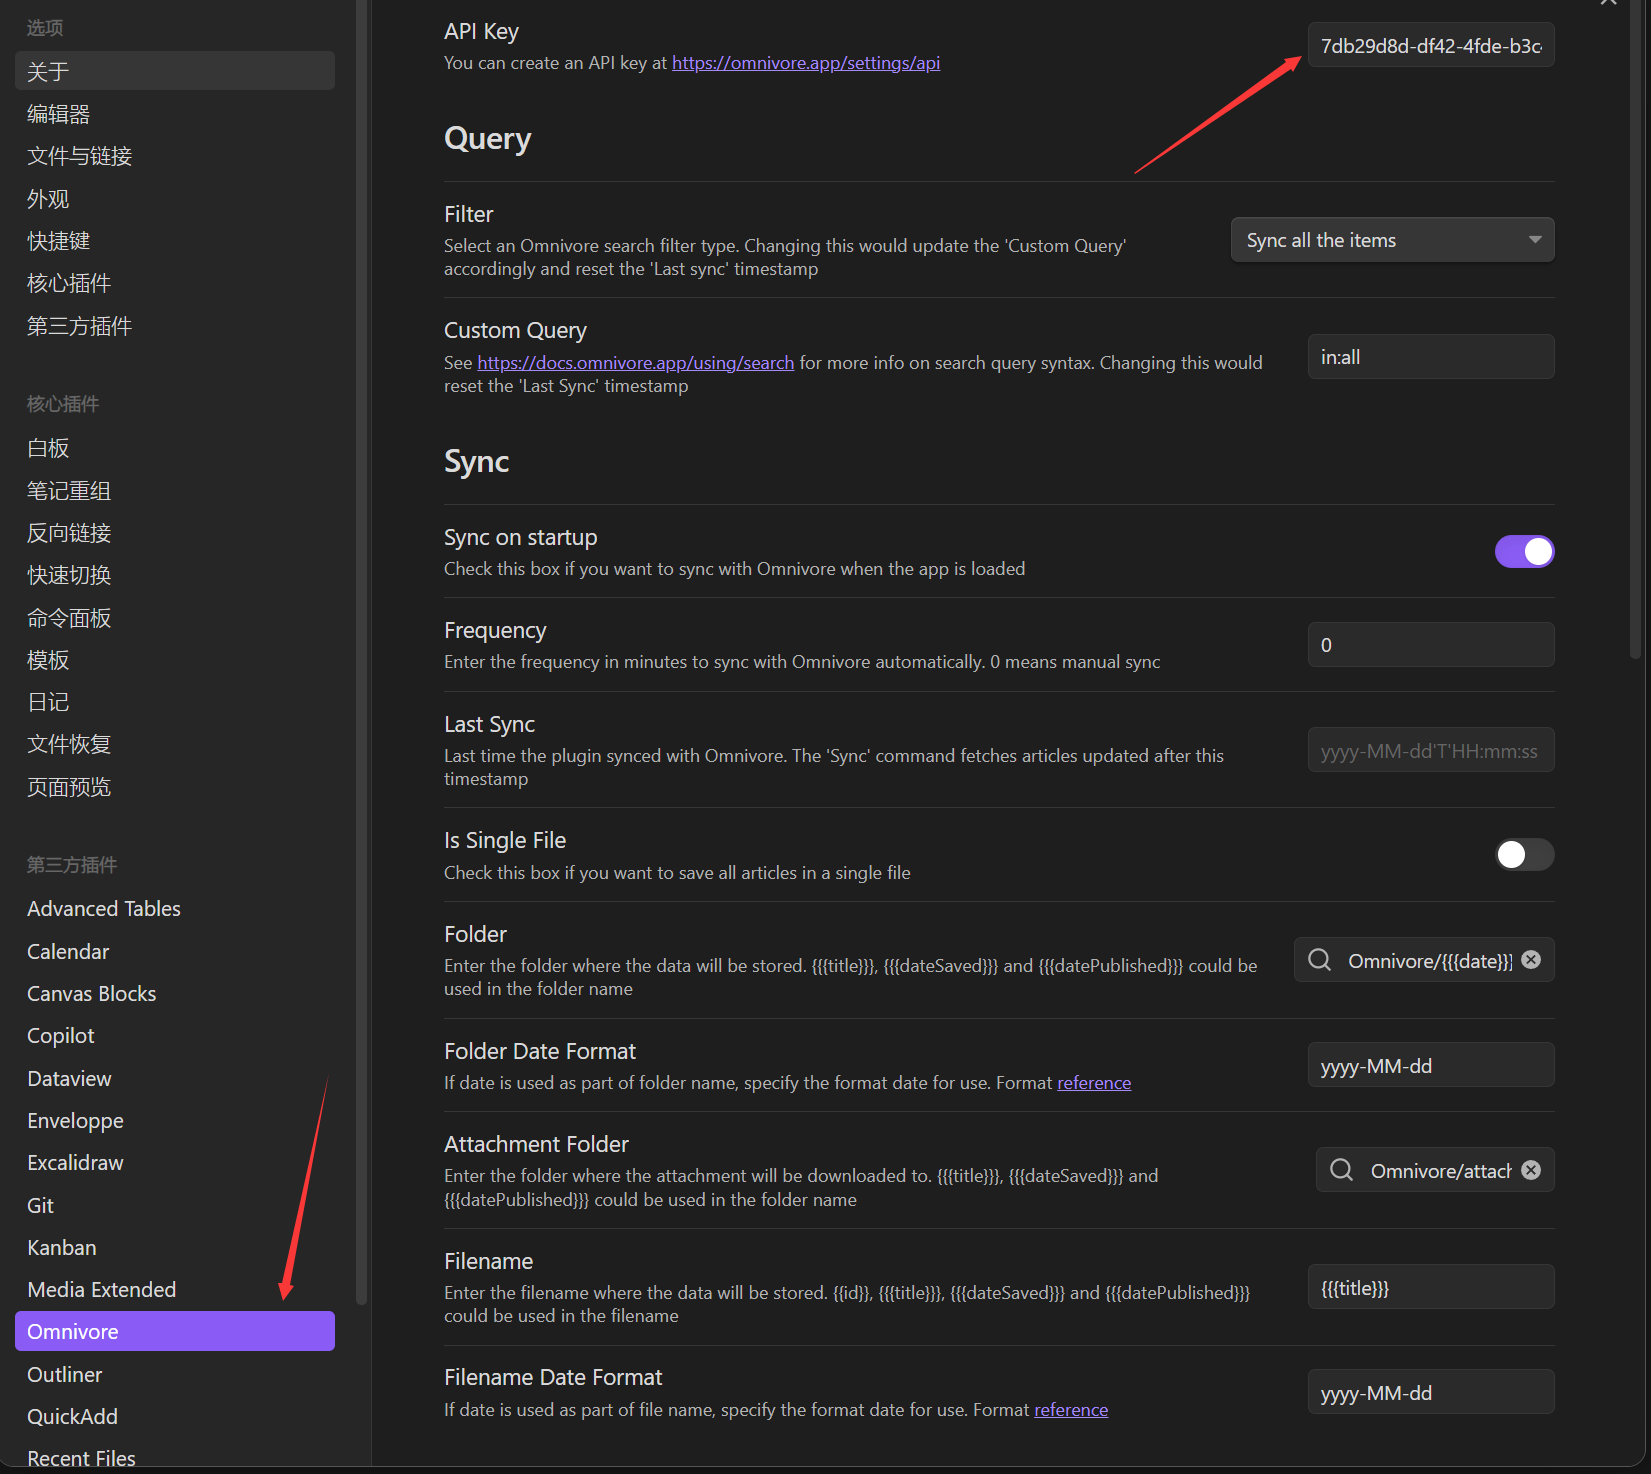 选项
关于
编辑器
文件与链接
外观
快捷键
核心插件
第三方插件
核心插件
白板
笔记重组
反向链接
快速切换
命令面板
模板
日记
文件恢复
页面预览
第三方插件
Advanced Tables
Calendar
Canvas Blocks
Copilot
Dataview
Enveloppe
Excalidraw
Git
Kanban
Media Extended
Omnivore
Outliner
QuickAdd
Recent Files
API Key
You can create an API key at https://omnivore.app/settings/api
7db29d8d-df42-4fde-b3c
Query
Filter
Select an Omnivore search filter type. Changing this would update the 'Custom Query'
accordingly and reset the 'Last sync' timestamp
Sync all the items
Custom Query
See https://docs.omnivore.app/using/search for more info on search query syntax. Changing this would
reset the 'Last Sync' timestamp
in:all
Sync
Sync on startup
Check this box if you want to sync with Omnivore when the app is loaded
Frequency
Enter the frequency in minutes to sync with Omnivore automatically. 0 means manual sync
0
Last Sync
Last time the plugin synced with Omnivore. The 'Sync' command fetches articles updated after this
timestamp
yyyy-MM-dd'T'HH:mm:ss
Is Single File
Check this box if you want to save all articles in a single file
Folder
Enter the folder where the data will be stored. {{{title}}}, {{{dateSaved}}} and {{{datePublished}}} could be
used in the folder name
Omnivore/{{{date}}}
Folder Date Format
If date is used as part of folder name, specify the format date for use. Format reference
yyyy-MM-dd
Attachment Folder
Enter the folder where the attachment will be downloaded to. {{{title}}}, {{{dateSaved}}} and
{{{datePublished}}} could be used in the folder name
Omnivore/attach
Filename
Enter the filename where the data will be stored. {{id}}, {{{title}}}, {{{dateSaved}}} and {{{datePublished}}}
could be used in the filename
{{{title}}}
Filename Date Format
If date is used as part of file name, specify the format date for use. Format reference
yyyy-MM-dd